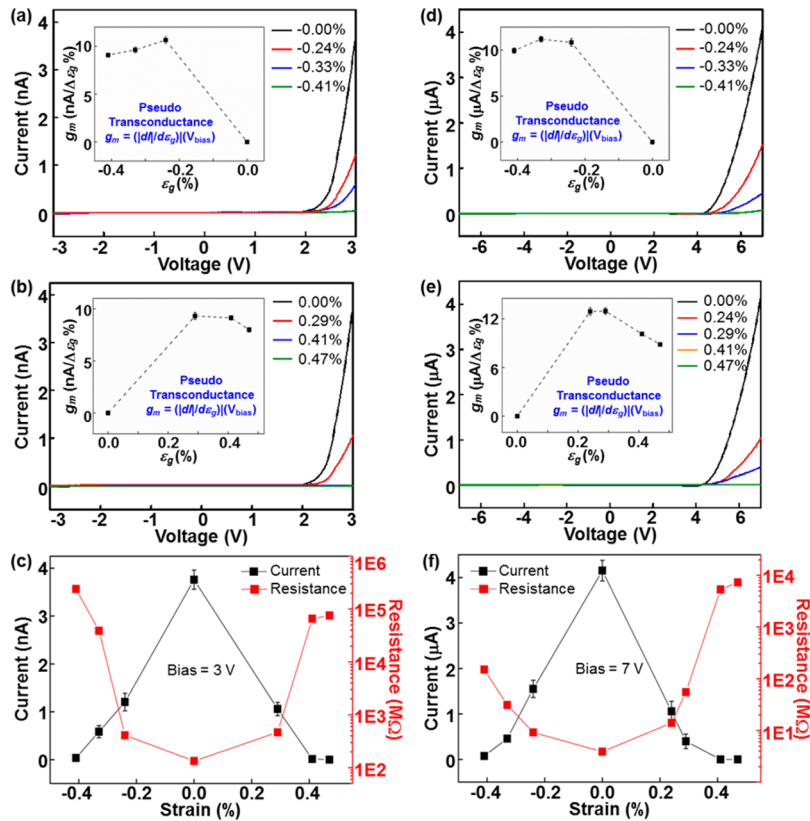 (a)
4
3
2
1
0
Current (nA)
-3
-2
-1
0
1
2
3
Voltage (V)
-0.00%
-0.24%
-0.33%
-0.41%
10
5
0
gₘ (nA/Δεg %)
-0.4
-0.2
0.0
εg (%)
Pseudo
Transconductance
gₘ = (|dI|/dεg)|(Vbias)
(d)
4
3
2
1
0
Current (μA)
-6
-4
-2
0
2
4
6
Voltage (V)
-0.00%
-0.24%
-0.33%
-0.41%
10
5
0
gₘ (μA/Δεg %)
-0.4
-0.2
0.0
εg (%)
Pseudo
Transconductance
gₘ = (|dI|/dεg)|(Vbias)
(b)
4
3
2
1
0
Current (nA)
-3
-2
-1
0
1
2
3
Voltage (V)
0.00%
0.29%
0.41%
0.47%
10
5
0
gₘ (nA/Δεg %)
0.0
0.2
0.4
εg (%)
Pseudo
Transconductance
gₘ = (|dI|/dεg)|(Vbias)
(e)
4
3
2
1
0
Current (μA)
-6
-4
-2
0
2
4
6
Voltage (V)
0.00%
0.24%
0.29%
0.41%
0.47%
12
8
4
0
gₘ (μA/Δεg %)
0.0
0.2
0.4
εg (%)
Pseudo
Transconductance
gₘ = (|dI|/dεg)|(Vbias)
(c)
4
3
2
1
0
Current (nA)
Current
Resistance
Bias = 3 V
1E6
1E5
1E4
1E3
1E2
Resistance (MΩ)
-0.4
-0.2
0.0
0.2
0.4
Strain (%)
(f)
4
3
2
1
0
Current (μA)
Current
Resistance
Bias = 7 V
1E4
1E3
1E2
1E1
Resistance (MΩ)
-0.4
-0.2
0.0
0.2
0.4
Strain (%)